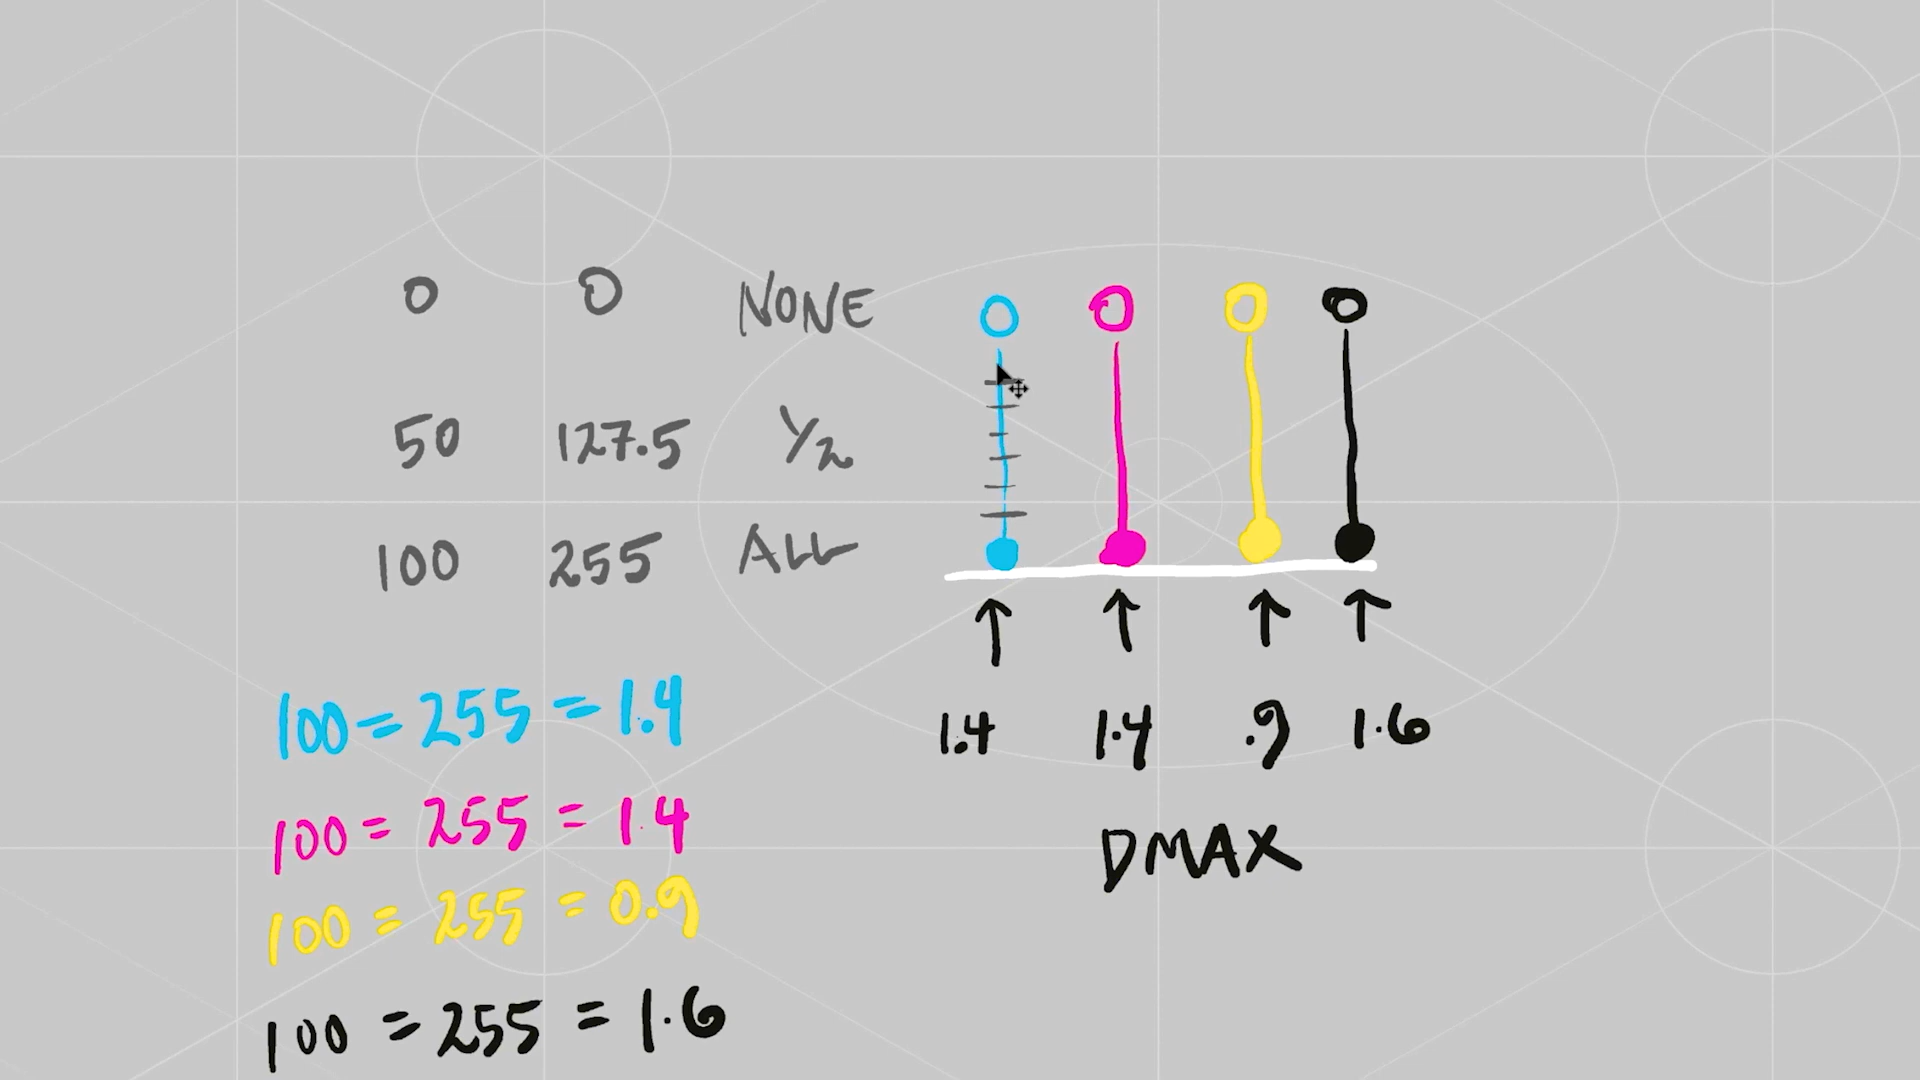 0 0 NONE
50 127.5 1/2
100 255 ALL
0 0 0 0
1.4 1.4 .9 1.6
DMAX
100 = 255 = 1.4
100 = 255 = 1.4
100 = 255 = 0.9
100 = 255 = 1.6